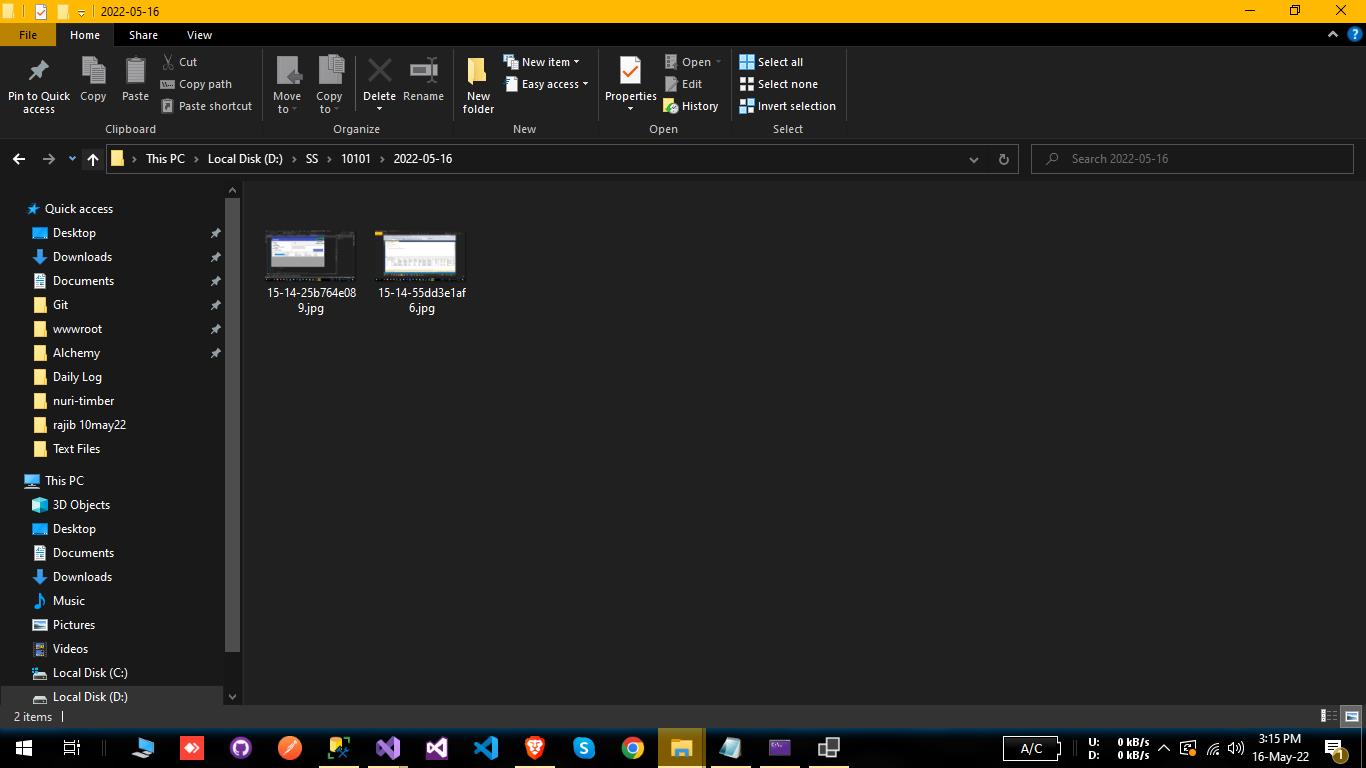 2022-05-16
File
Home
Share
View
Pin to Quick
access
Copy
Paste
Cut
Copy path
Paste shortcut
Clipboard
Move
to
Copy
to
Delete
Rename
Organize
New
folder
New item
Easy access
New
Properties
Open
Edit
History
Open
Select all
Select none
Invert selection
Select
This PC
Local Disk (D:)
SS
10101
2022-05-16
Search 2022-05-16
Quick access
Desktop
Downloads
Documents
Git
wwwroot
Alchemy
Daily Log
nuri-timber
rajib 10may22
Text Files
This PC
3D Objects
Desktop
Documents
Downloads
Music
Pictures
Videos
Local Disk (C:)
Local Disk (D:)
15-14-25b764e08
9.jpg
15-14-55dd3e1af
6.jpg
2 items
A/C
U: 0 kB/s
D: 0 kB/s
3:15 PM
16-May-22
1